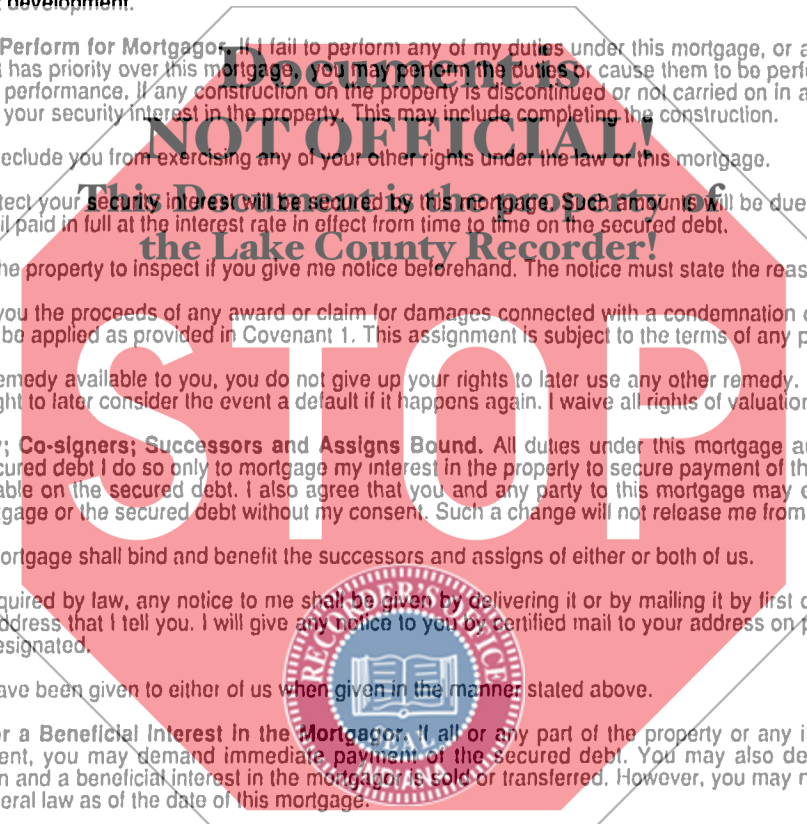 development.
Perform for Mortgagor. If I fail to perform any of my duties under this mortgage, or a
has priority over this mortgage, you may perform the duties or cause them to be perf
performance. If any construction on the property is discontinued or not carried on in a
your security interest in the property. This may include completing the construction.
Document is
NOT OFFICIAL!
This Document is the property of
the Lake County Recorder!
eclude you from exercising any of your other rights under the law or this mortgage.
tect your security interest will be secured by this mortgage. Such amounts will be due
il paid in full at the interest rate in effect from time to time on the secured debt.
he property to inspect if you give me notice beforehand. The notice must state the reas
you the proceeds of any award or claim for damages connected with a condemnation
be applied as provided in Covenant 1. This assignment is subject to the terms of any p
STOP
emedy available to you, you do not give up your rights to later use any other remedy.
ght to later consider the event a default if it happens again. I waive all rights of valuation
; Co-signers; Successors and Assigns Bound. All duties under this mortgage a
cured debt I do so only to mortgage my interest in the property to secure payment of th
able on the secured debt. I also agree that you and any party to this mortgage may e
tgage or the secured debt without my consent. Such a change will not release me from
ortgage shall bind and benefit the successors and assigns of either or both of us.
quired by law, any notice to me shall be given by delivering it or by mailing it by first c
ddress that I tell you. I will give any notice to you by certified mail to your address on p
esignated.
ave been given to either of us when given in the manner stated above.
r a Beneficial Interest in the Mortgagor. If all or any part of the property or any i
ent, you may demand immediate payment of the secured debt. You may also de
n and a beneficial interest in the mortgagor is sold or transferred. However, you may n
eral law as of the date of this mortgage.
RECORDER'S OFFICE
SEAL
INDIANA